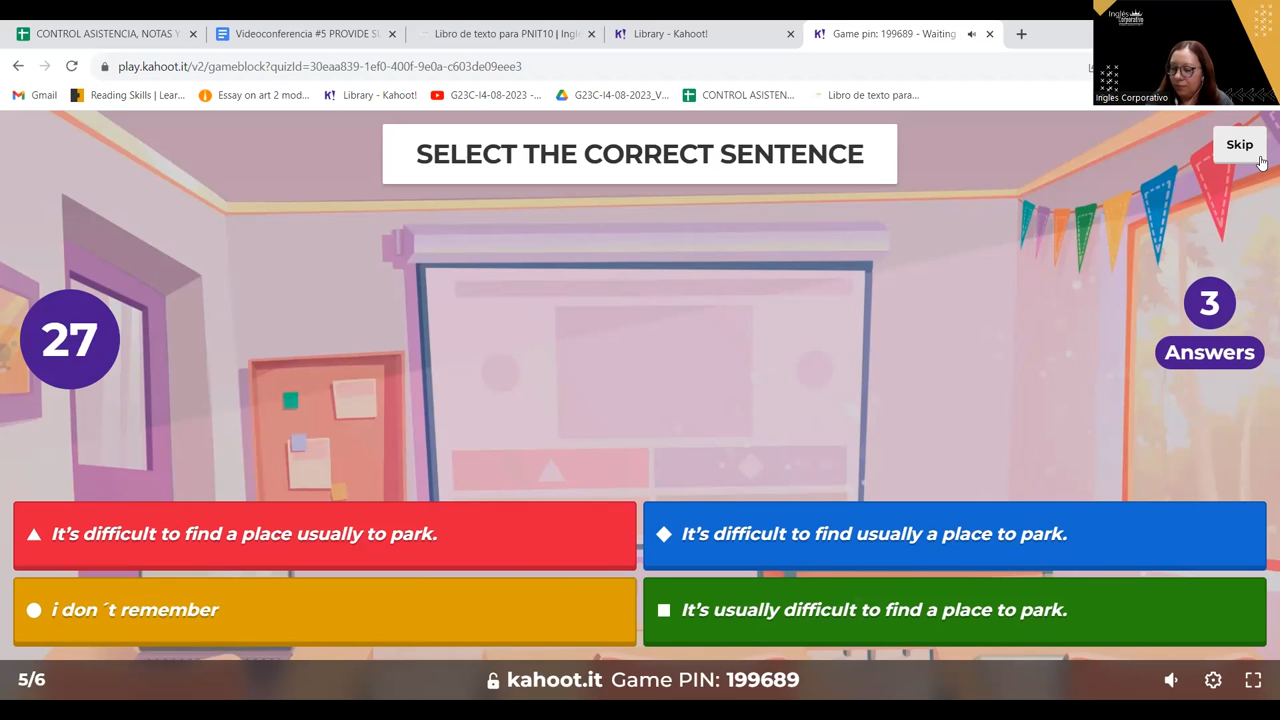 CONTROL ASISTENCIA, NOTAS Y
Videoconferencia #5 PROVIDE SU
Libro de texto para PNIT10 | Ingl
Library - Kahoot!
Game pin: 199689 - Waiting
play.kahoot.it/v2/gameblock?quizId=30eaa839-1ef0-400f-9e0a-c603de09eee3
Gmail
Reading Skills | Lear...
Essay on art 2 mod...
Library - Kahoot!
G23C-I4-08-2023 -...
G23C-I4-08-2023_V...
CONTROL ASISTEN...
Libro de texto para...
Inglés
Corporativo
Ingles Corporativo
SELECT THE CORRECT SENTENCE
Skip
27
3
Answers
It's difficult to find a place usually to park.
It's difficult to find usually a place to park.
i don´t remember
It's usually difficult to find a place to park.
5/6
kahoot.it Game PIN: 199689